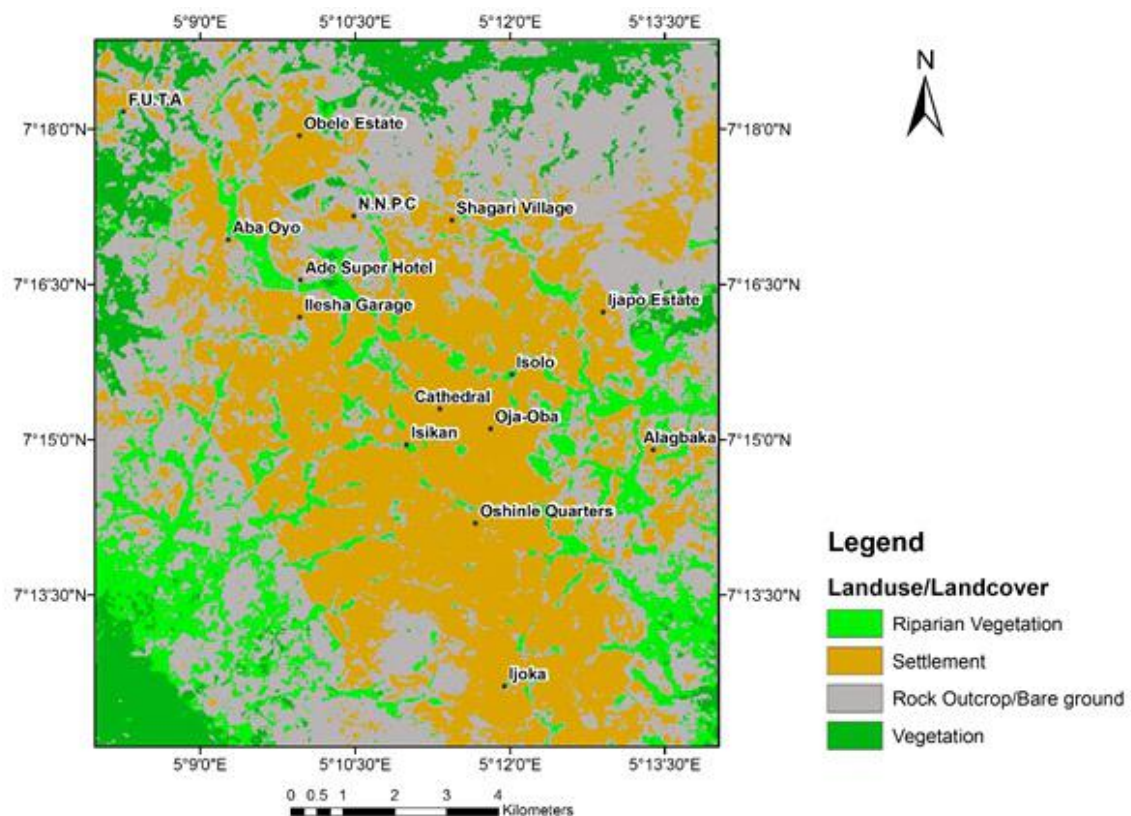 5°9'0"E 5°10'30"E 5°12'0"E 5°13'30"E
N
F.U.T.A
7°18'0"N 7°18'0"N
Obele Estate
N.N.P.C
Shagari Village
Aba Oyo
Ade Super Hotel
7°16'30"N 7°16'30"N
Ilesha Garage
Ijapo Estate
Isolo
Cathedral
Oja-Oba
Isikan
7°15'0"N 7°15'0"N
Alagbaka
Oshinle Quarters
Legend
Landuse/Landcover
7°13'30"N 7°13'30"N
Riparian Vegetation
Settlement
Ijoka
Rock Outcrop/Bare ground
Vegetation
5°9'0"E 5°10'30"E 5°12'0"E 5°13'30"E
0 0.5 1 2 3 4
Kilometers